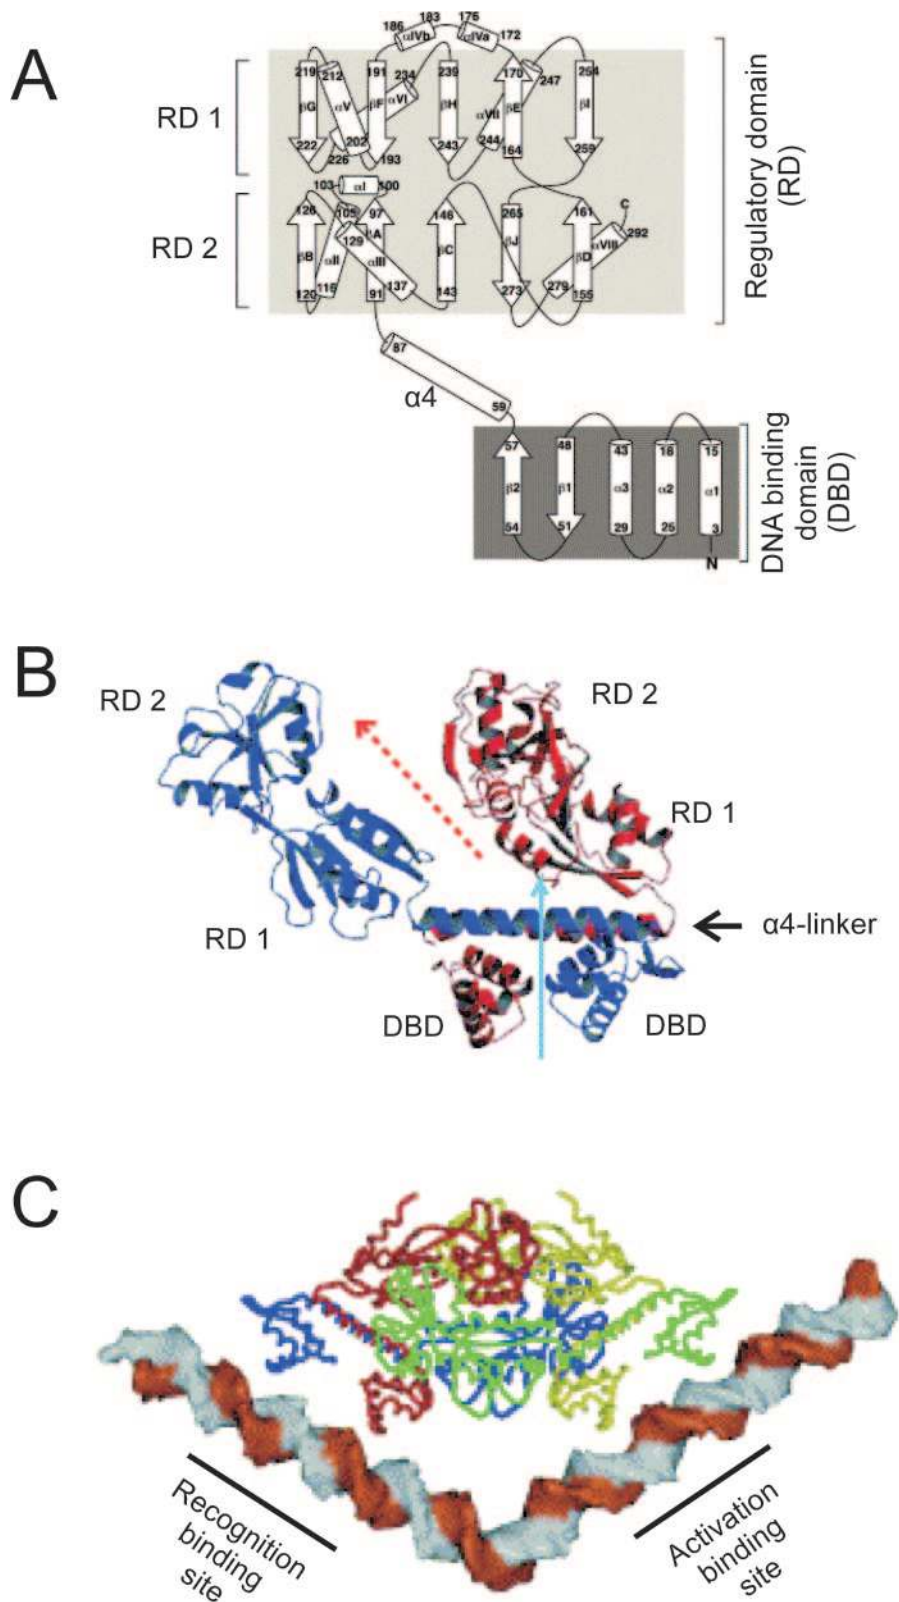 A
183
176
186
αIVb
αIVa
172
RD 1
219
212
191
234
239
170
247
254
βG
αV
βF
αVI
βH
αVII
βE
βI
222
202
226
193
243
244
164
259
103
αI
100
RD 2
126
105
97
146
265
161
C
129
292
βB
αII
βA
αIII
βC
βJ
βD
αVIII
120
116
91
137
143
273
279
155
Regulatory domain
(RD)
87
α4
59
57
48
43
18
15
β2
β1
α3
α2
α1
54
51
29
25
3
N
DNA binding
domain
(DBD)
B
RD 2
RD 2
RD 1
RD 1
α4-linker
DBD
DBD
C
Recognition
binding
site
Activation
binding
site